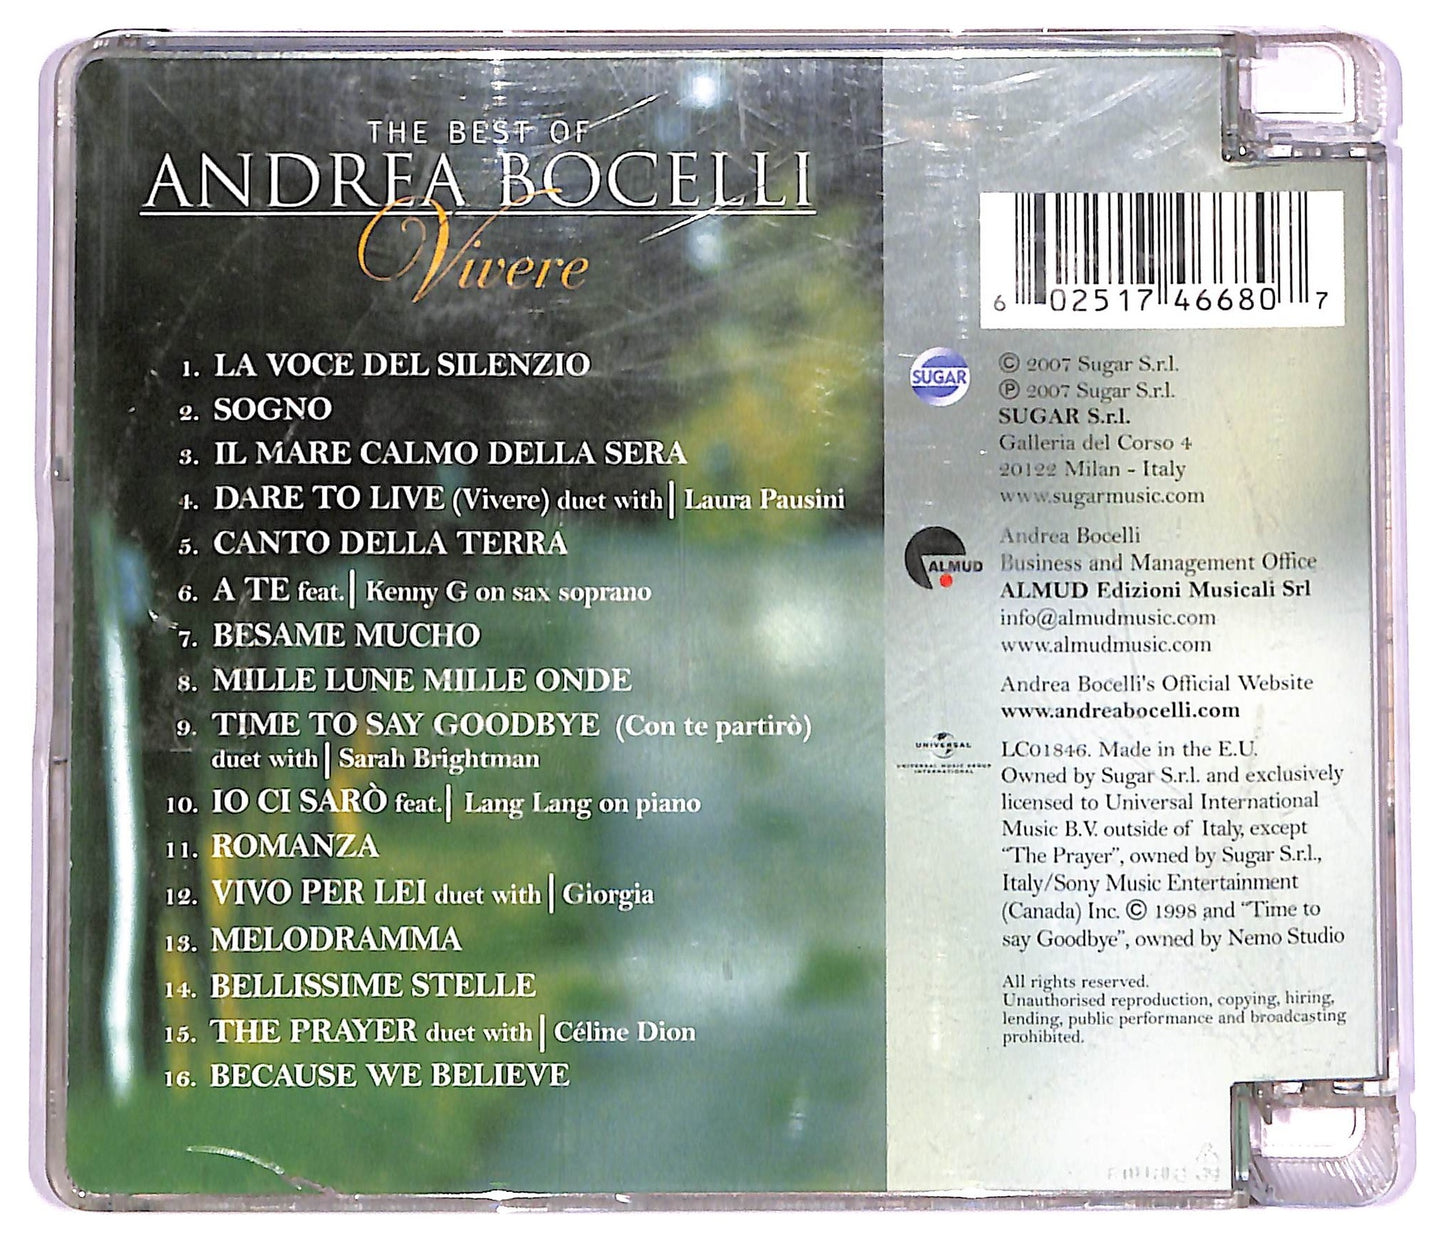 THE BEST OF
ANDREA BOCELLI
Vivere
1. LA VOCE DEL SILENZIO
2. SOGNO
3. IL MARE CALMO DELLA SERA
4. DARE TO LIVE (Vivere) duet with | Laura Pausini
5. CANTO DELLA TERRA
6. A TE feat. | Kenny G on sax soprano
7. BESAME MUCHO
8. MILLE LUNE MILLE ONDE
9. TIME TO SAY GOODBYE (Con te partirò)
duet with | Sarah Brightman
10. IO CI SARÒ feat. | Lang Lang on piano
11. ROMANZA
12. VIVO PER LEI duet with | Giorgia
13. MELODRAMMA
14. BELLISSIME STELLE
15. THE PRAYER duet with | Céline Dion
16. BECAUSE WE BELIEVE
6 02517 46680 7
SUGAR
© 2007 Sugar S.r.l.
℗ 2007 Sugar S.r.l.
SUGAR S.r.l.
Galleria del Corso 4
20122 Milan - Italy
www.sugarmusic.com
ALMUD
Andrea Bocelli
Business and Management Office
ALMUD Edizioni Musicali Srl
info@almudmusic.com
www.almudmusic.com
Andrea Bocelli's Official Website
www.andreabocelli.com
UNIVERSAL
UNIVERSAL MUSIC GROUP
INTERNATIONAL
LC01846. Made in the E.U.
Owned by Sugar S.r.l. and exclusively
licensed to Universal International
Music B.V. outside of Italy, except
“The Prayer”, owned by Sugar S.r.l.,
Italy/Sony Music Entertainment
(Canada) Inc. © 1998 and “Time to
say Goodbye”, owned by Nemo Studio
All rights reserved.
Unauthorised reproduction, copying, hiring,
lending, public performance and broadcasting
prohibited.